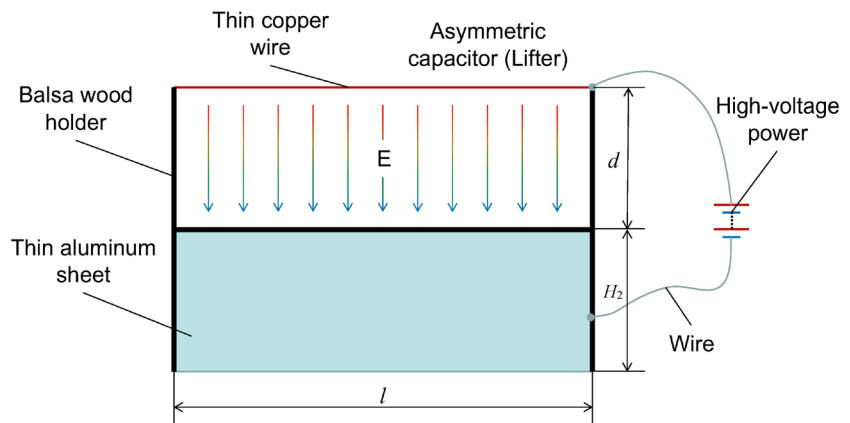 Thin copper
wire
Asymmetric
capacitor (Lifter)
Balsa wood
holder
High-voltage
power
E
d
Thin aluminum
sheet
H₂
Wire
l